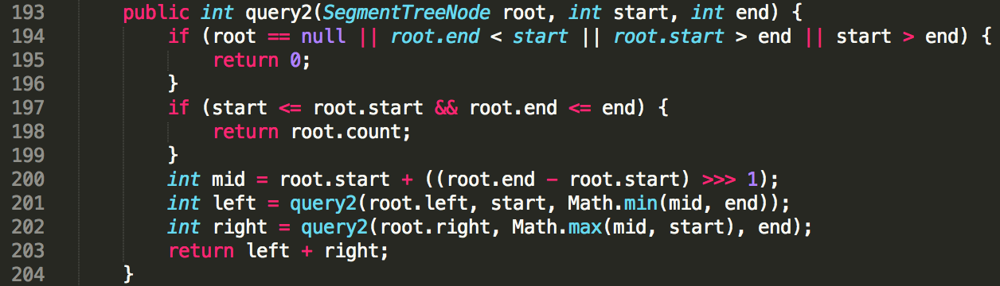 193 public int query2(SegmentTreeNode root, int start, int end) {
194 if (root == null || root.end < start || root.start > end || start > end) {
195 return 0;
196 }
197 if (start <= root.start && root.end <= end) {
198 return root.count;
199 }
200 int mid = root.start + ((root.end - root.start) >>> 1);
201 int left = query2(root.left, start, Math.min(mid, end));
202 int right = query2(root.right, Math.max(mid, start), end);
203 return left + right;
204 }